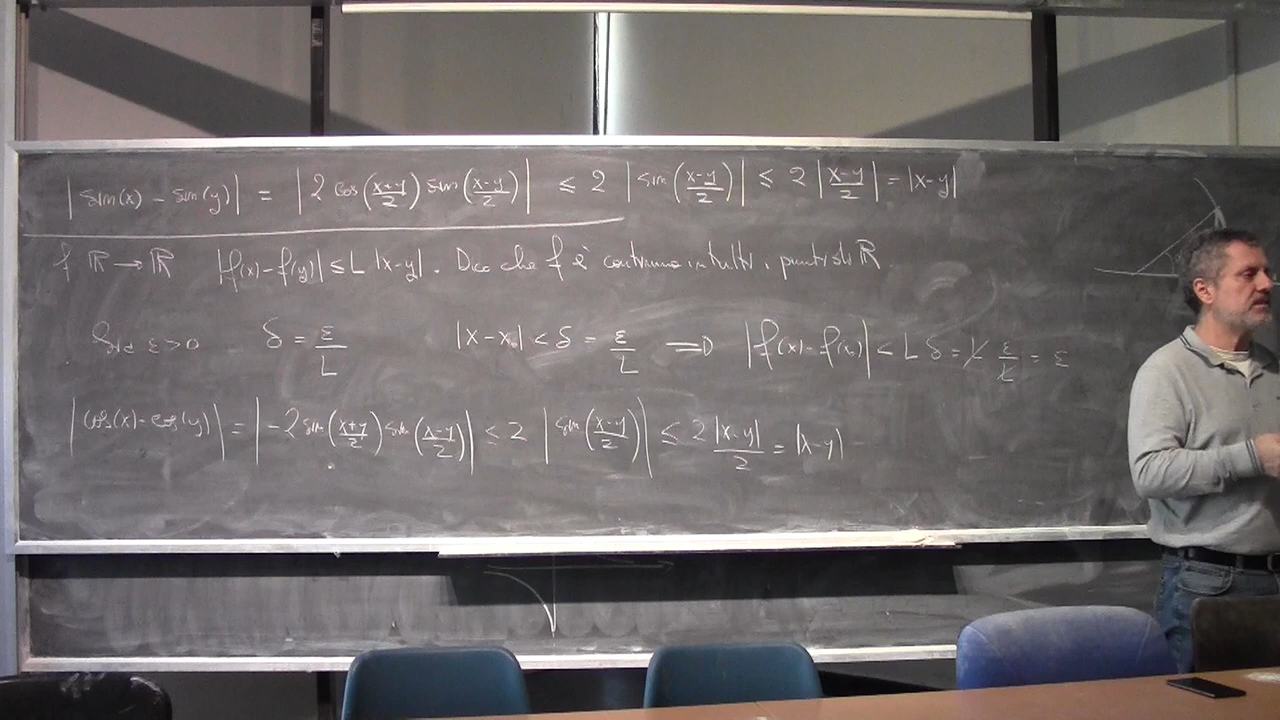 |sin(x) - sin(y)| = |2 cos(x+y/2) sin(x-y/2)| ≤ 2 |sin(x-y/2)| ≤ 2 |x-y/2| = |x-y|
f ℝ → ℝ |f(x) - f(y)| ≤ L |x-y|. Dico che f è continua in tutti i punti di ℝ
ε > 0 δ = ε/L |x - x₀| < δ = ε/L ⇒ |f(x) - f(x₀)| < L δ = L ε/L = ε
|cos(x) - cos(y)| = |-2 sin(x+y/2) sin(x-y/2)| ≤ 2 |sin(x-y/2)| ≤ 2 |x-y|/2 = |x-y|